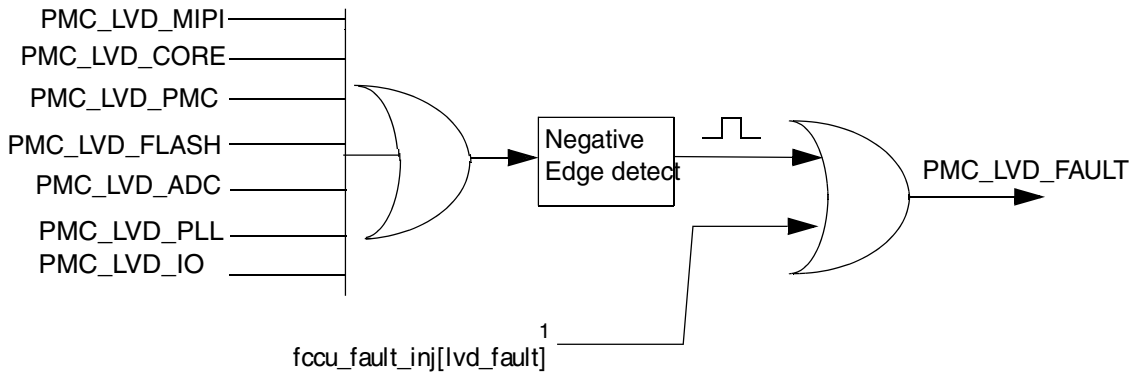 PMC_LVD_MIPI
PMC_LVD_CORE
PMC_LVD_PMC
PMC_LVD_FLASH
PMC_LVD_ADC
PMC_LVD_PLL
PMC_LVD_IO
Negative
Edge detect
PMC_LVD_FAULT
1
fccu_fault_inj[lvd_fault]